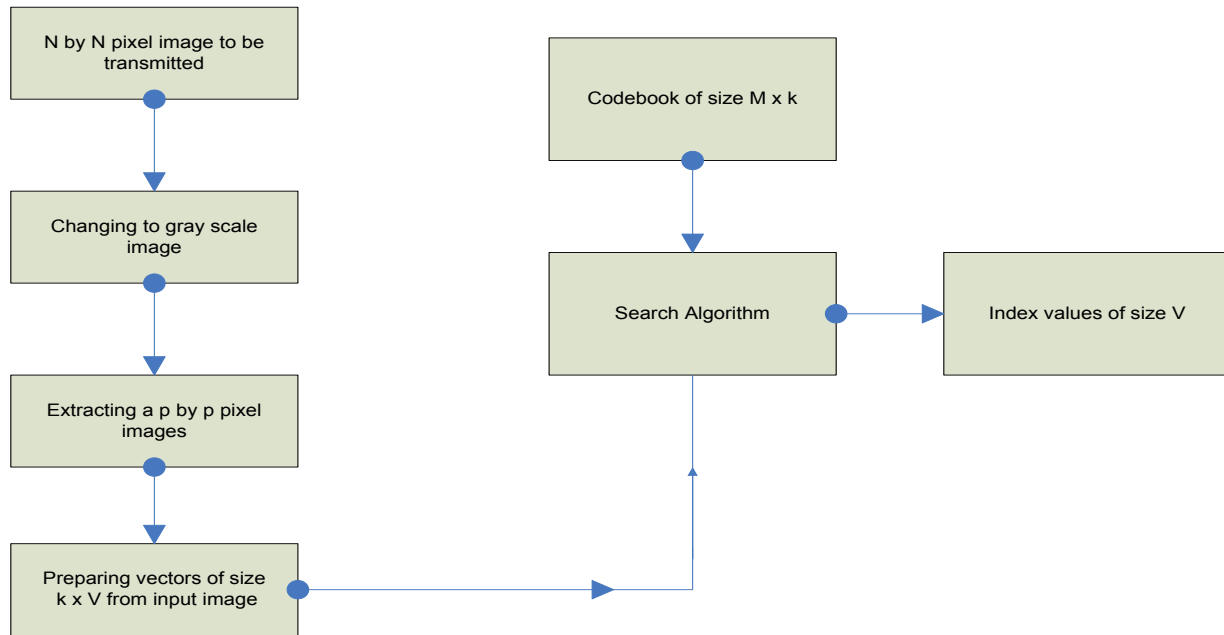 N by N pixel image to be
transmitted
Changing to gray scale
image
Extracting a p by p pixel
images
Preparing vectors of size
k x V from input image
Codebook of size M x k
Search Algorithm
Index values of size V